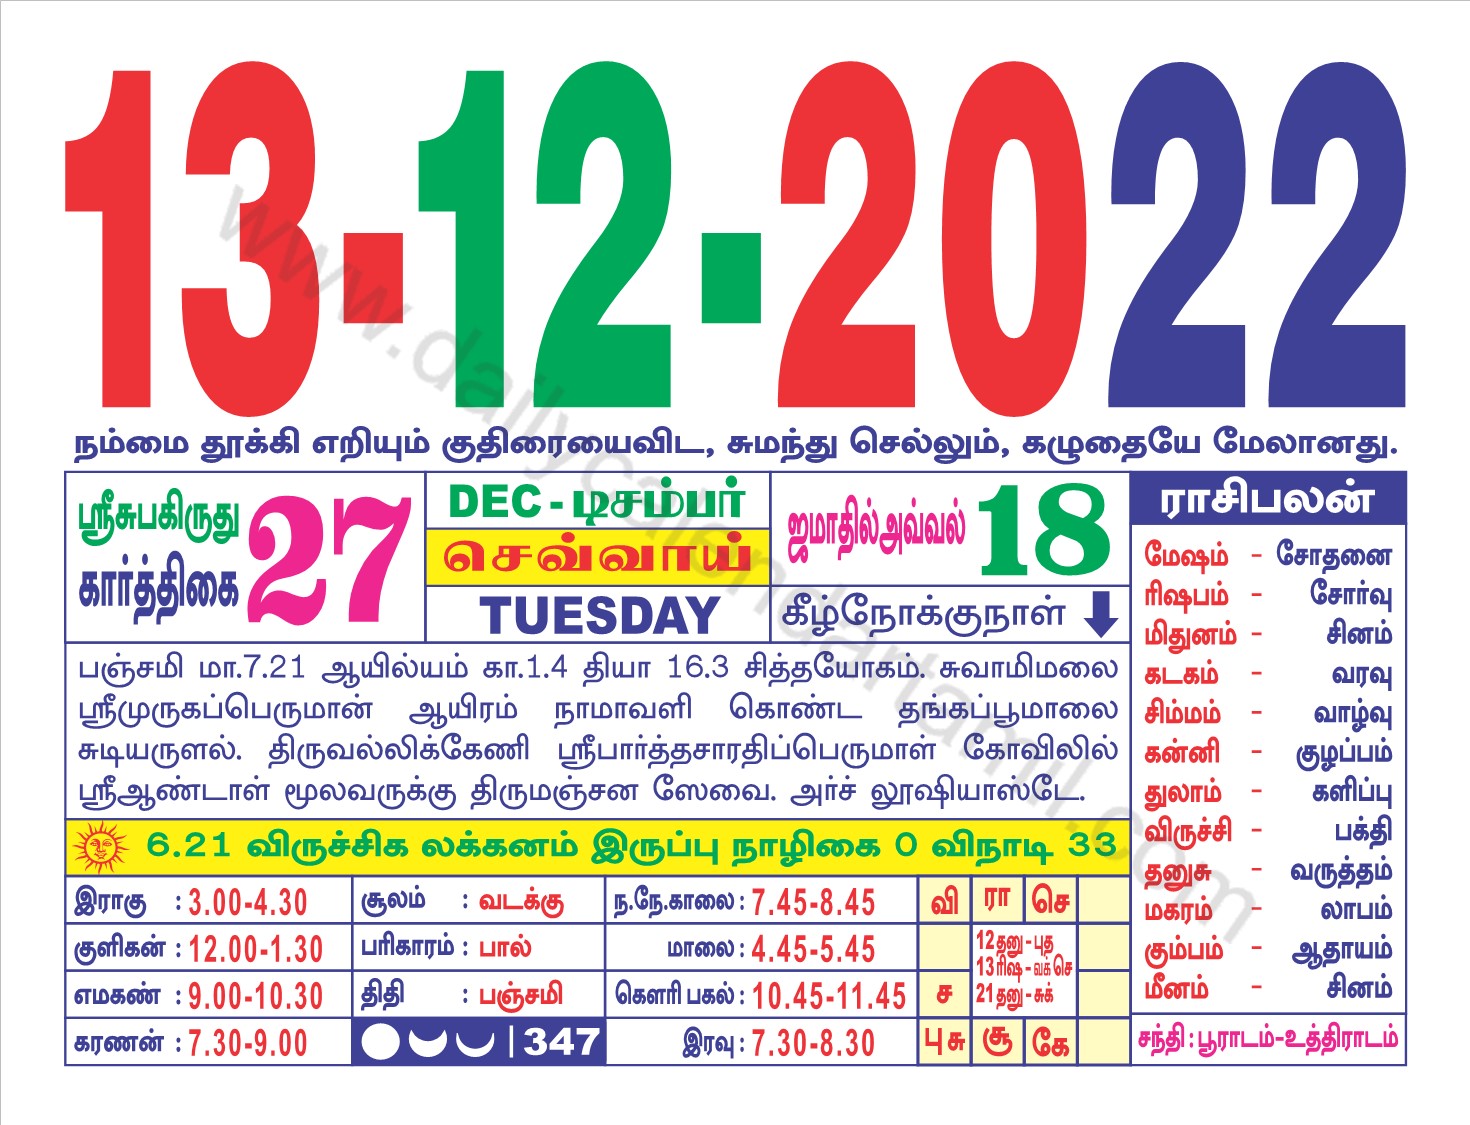 13-12-2022
நம்மை தூக்கி எறியும் குதிரையைவிட, சுமந்து செல்லும், கழுதையே மேலானது.
ஸ்ரீசுபகிருது
கார்த்திகை
27
DEC - டிசம்பர்
செவ்வாய்
TUESDAY
ஜமாதில்அவ்வல் 18
கீழ்நோக்குநாள்
பஞ்சமி மா.7.21 ஆயில்யம் கா.1.4 தியா 16.3 சித்தயோகம். சுவாமிமலை
ஸ்ரீமுருகப்பெருமான் ஆயிரம் நாமாவளி கொண்ட தங்கப்பூமாலை
சுடியருளல். திருவல்லிக்கேணி ஸ்ரீபார்த்தசாரதிப்பெருமாள் கோவிலில்
ஸ்ரீஆண்டாள் மூலவருக்கு திருமஞ்சன ஸேவை. அர்ச் லூஷியாஸ்டே.
6.21 விருச்சிக லக்கனம் இருப்பு நாழிகை 0 விநாடி 33
இராகு : 3.00-4.30
குளிகன் : 12.00-1.30
எமகண் : 9.00-10.30
கரணன் : 7.30-9.00
சூலம் : வடக்கு
பரிகாரம் : பால்
திதி : பஞ்சமி
347
ந.நே.காலை : 7.45-8.45
மாலை : 4.45-5.45
கௌரி பகல் : 10.45-11.45
இரவு : 7.30-8.30
வி ரா செ
12 தனு - புத
13 ரிஷ - வக் செ
ச 21 தனு - சுக்
பு சு சூ கே
ராசிபலன்
மேஷம் - சோதனை
ரிஷபம் - சோர்வு
மிதுனம் - சினம்
கடகம் - வரவு
சிம்மம் - வாழ்வு
கன்னி - குழப்பம்
துலாம் - களிப்பு
விருச்சி - பக்தி
தனுசு - வருத்தம்
மகரம் - லாபம்
கும்பம் - ஆதாயம்
மீனம் - சினம்
சந்தி : பூராடம்-உத்திராடம்
www.dailycalendartamil.com